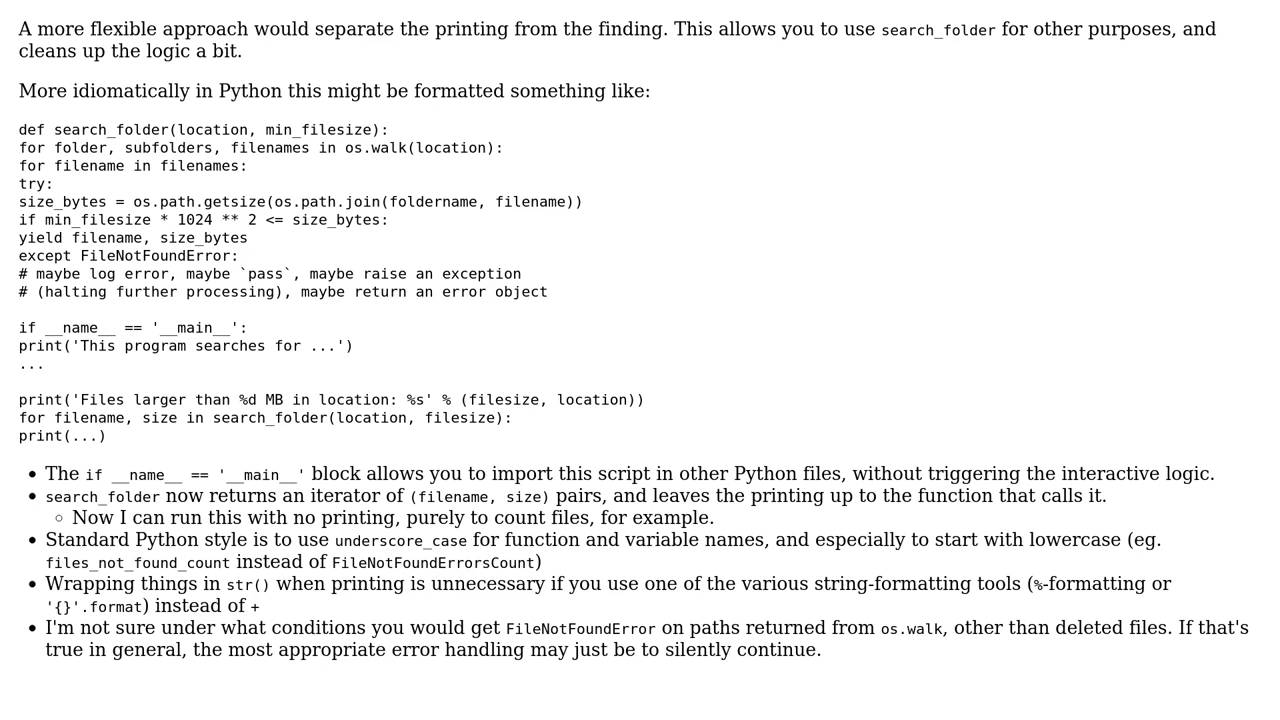 A more flexible approach would separate the printing from the finding. This allows you to use search_folder for other purposes, and
cleans up the logic a bit.
More idiomatically in Python this might be formatted something like:
def search_folder(location, min_filesize):
for folder, subfolders, filenames in os.walk(location):
for filename in filenames:
try:
size_bytes = os.path.getsize(os.path.join(foldername, filename))
if min_filesize * 1024 ** 2 <= size_bytes:
yield filename, size_bytes
except FileNotFoundError:
# maybe log error, maybe `pass`, maybe raise an exception
# (halting further processing), maybe return an error object
if __name__ == '__main__':
print('This program searches for ...')
...
print('Files larger than %d MB in location: %s' % (filesize, location))
for filename, size in search_folder(location, filesize):
print(...)
• The if __name__ == '__main__' block allows you to import this script in other Python files, without triggering the interactive logic.
• search_folder now returns an iterator of (filename, size) pairs, and leaves the printing up to the function that calls it.
◦ Now I can run this with no printing, purely to count files, for example.
• Standard Python style is to use underscore_case for function and variable names, and especially to start with lowercase (eg.
files_not_found_count instead of FileNotFoundErrorsCount)
• Wrapping things in str() when printing is unnecessary if you use one of the various string-formatting tools (%-formatting or
'{}'.format) instead of +
• I'm not sure under what conditions you would get FileNotFoundError on paths returned from os.walk, other than deleted files. If that's
true in general, the most appropriate error handling may just be to silently continue.